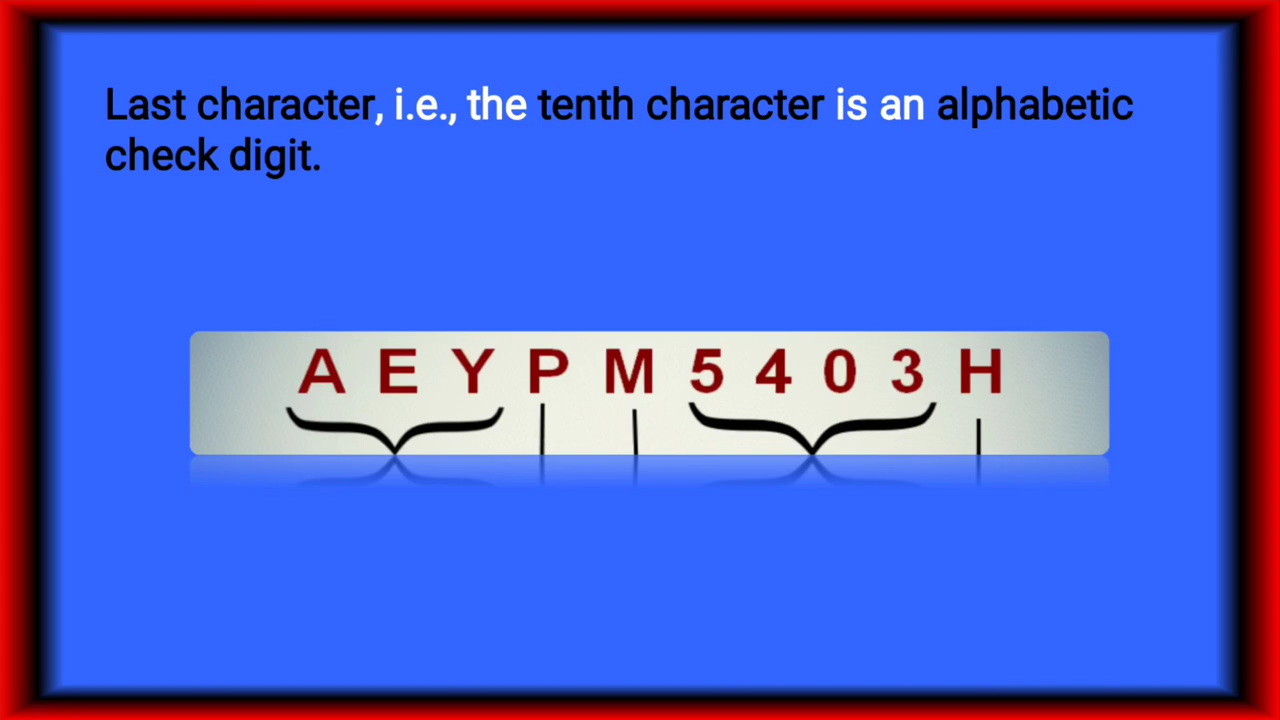 Last character, i.e., the tenth character is an alphabetic
check digit.
A E Y P M 5 4 0 3 H